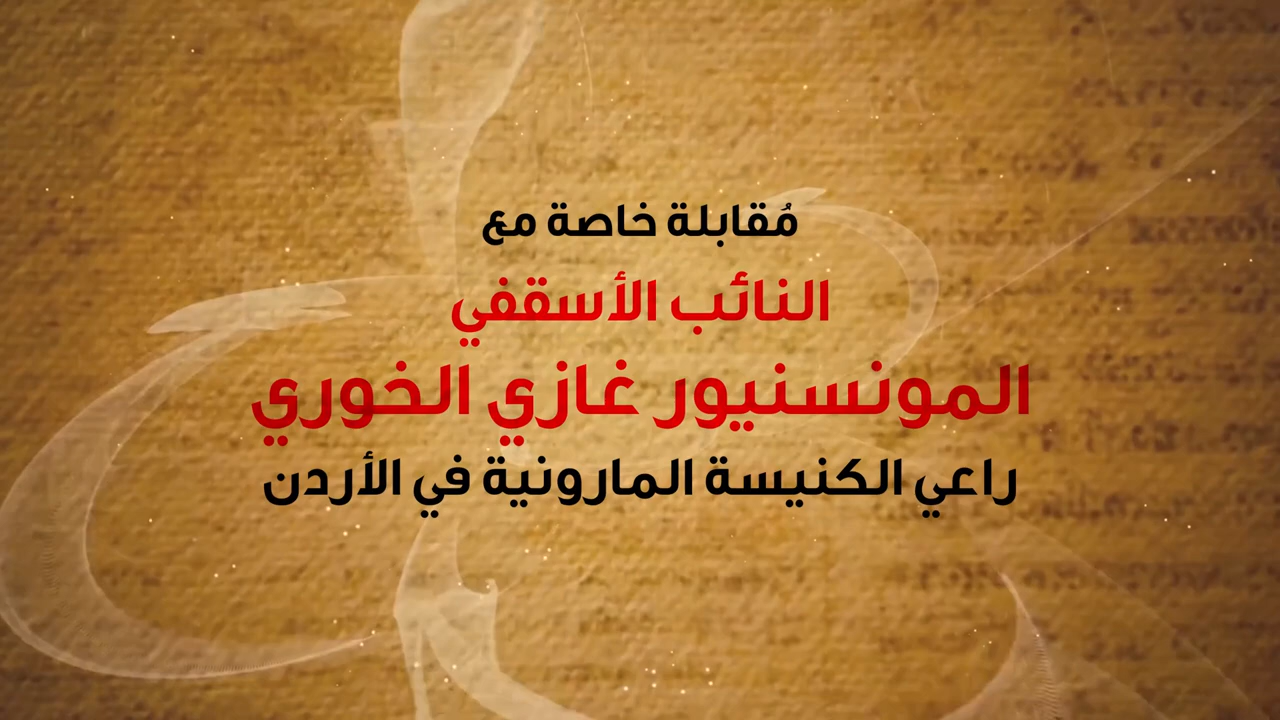 مُقابلة خاصة مع
النائب الأسقفي
المونسنيور غازي الخوري
راعي الكنيسة المارونية في الأردن